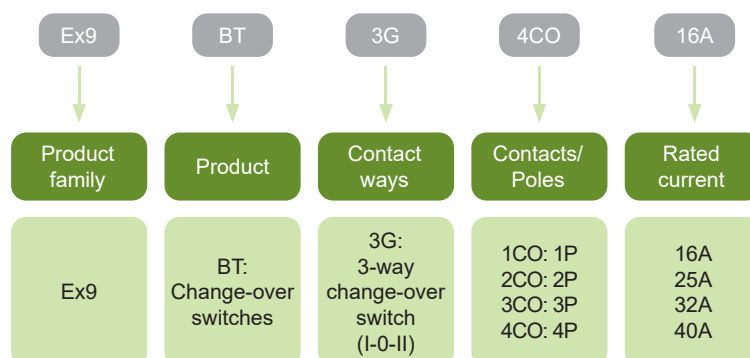 Ex9
BT
3G
4CO
16A
Product
family
Product
Contact
ways
Contacts/
Poles
Rated
current
Ex9
BT:
Change-over
switches
3G:
3-way
change-over
switch
(I-0-II)
1CO: 1P
2CO: 2P
3CO: 3P
4CO: 4P
16A
25A
32A
40A